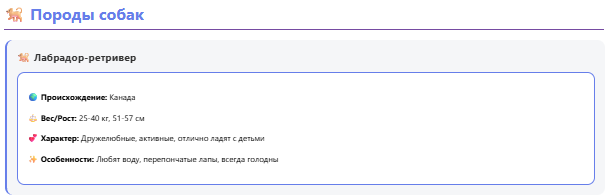 Породы собак
Лабрадор-ретривер
Происхождение: Канада
Вес/Рост: 25-40 кг, 51-57 см
Характер: Дружелюбные, активные, отлично ладят с детьми
Особенности: Любят воду, перепончатые лапы, всегда голодны